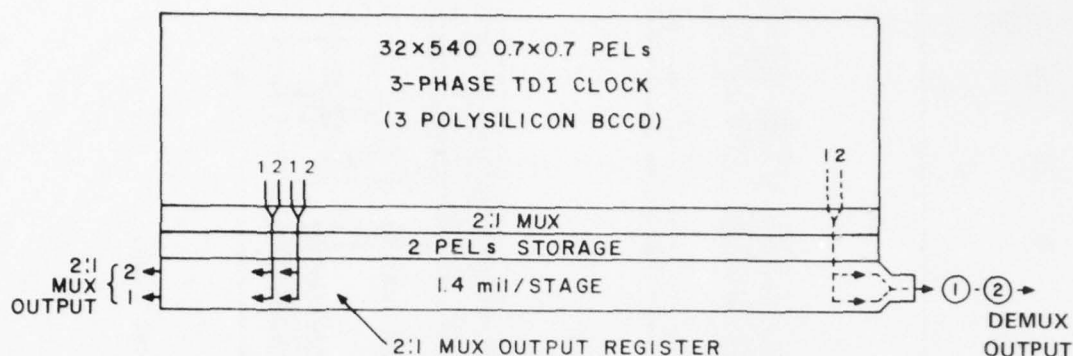 32×540 0.7×0.7 PELs
3-PHASE TDI CLOCK
(3 POLYSILICON BCCD)
1 2 1 2
1 2
2:1 MUX
2 PELs STORAGE
2:1
MUX
OUTPUT
2
1
1.4 mil/STAGE
1 - 2
DEMUX
OUTPUT
2:1 MUX OUTPUT REGISTER